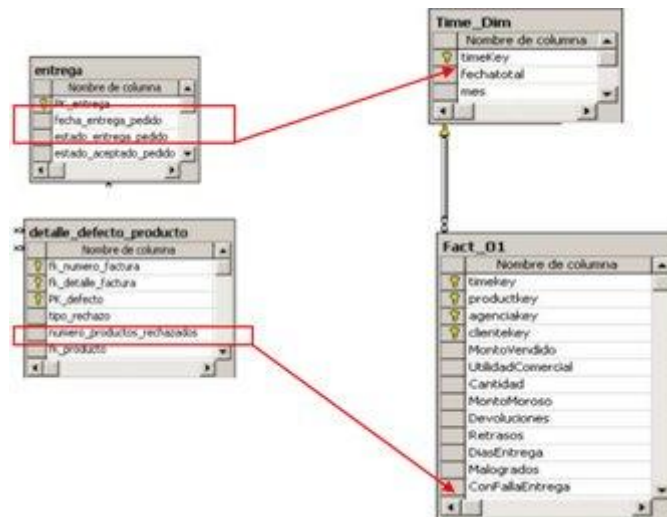 entrega
Nombre de columna
PK_entrega
fecha_entrega_pedido
estado_entrega_pedido
estado_aceptado_pedido
Time_Dim
Nombre de columna
timeKey
fechatotal
mes
detalle_defecto_producto
Nombre de columna
fk_numero_factura
fk_detalle_factura
PK_defecto
tipo_rechazo
numero_productos_rechazados
fk_producto
Fact_01
Nombre de columna
timekey
productkey
agenciakey
clientekey
MontoVendido
UtilidadComercial
Cantidad
MontoMoroso
Devoluciones
Retrasos
DiasEntrega
Malogrados
ConFallaEntrega